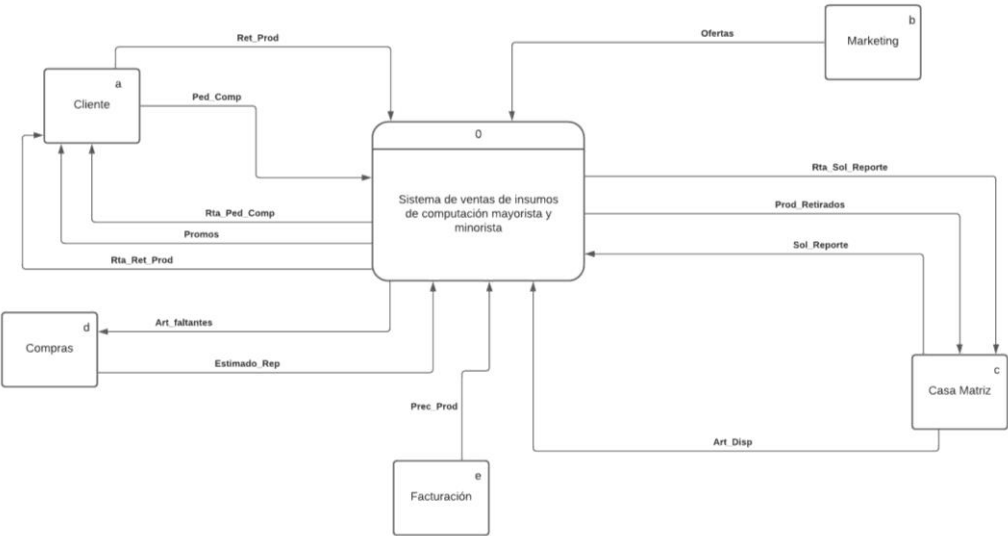 b
Marketing
Ofertas
Ret_Prod
a
Cliente
Ped_Comp
0
Sistema de ventas de insumos
de computación mayorista y
minorista
Rta_Sol_Reporte
Prod_Retirados
Sol_Reporte
Rta_Ped_Comp
Promos
Rta_Ret_Prod
d
Compras
Art_faltantes
Estimado_Rep
Prec_Prod
c
Casa Matriz
Art_Disp
e
Facturación